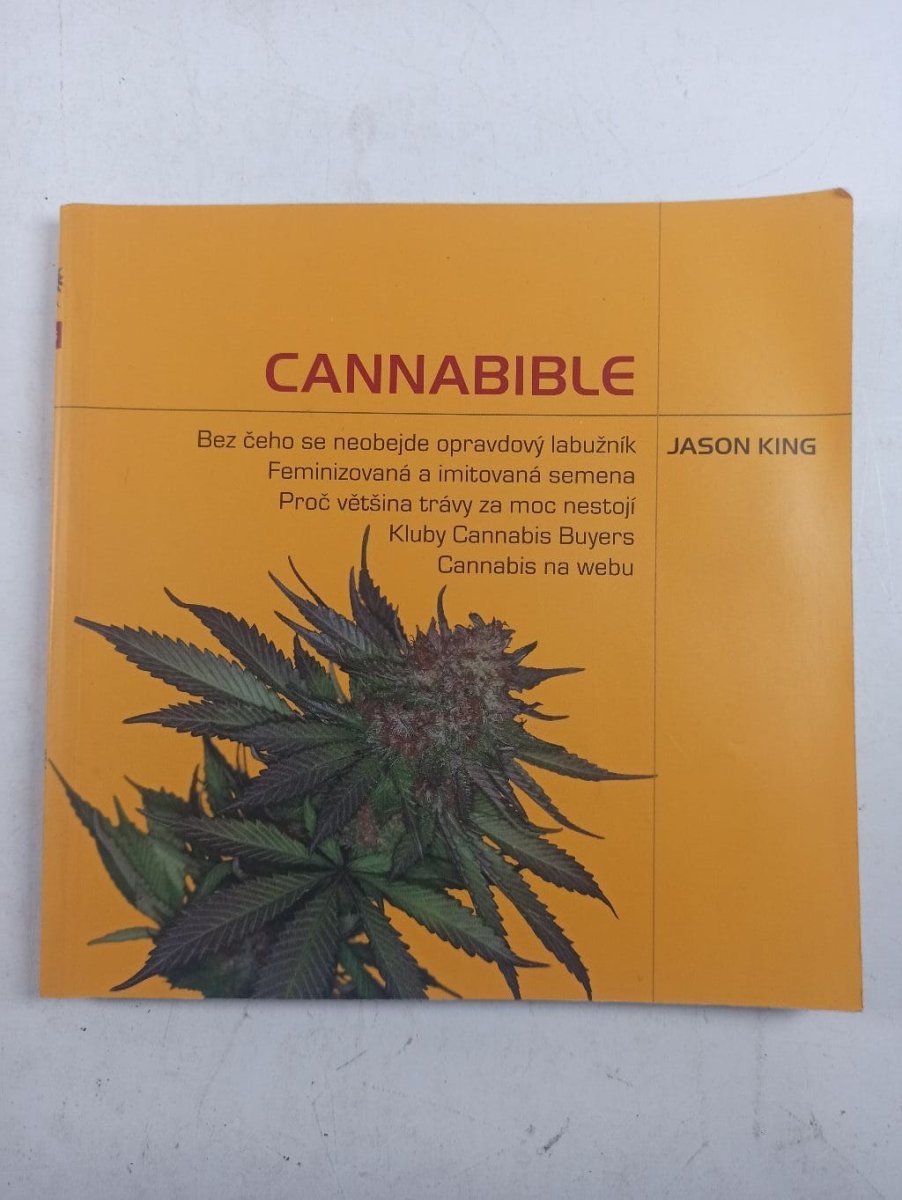 CANNABIBLE
Bez čeho se neobejde opravdový labužník
Feminizovaná a imitovaná semena
Proč většina trávy za moc nestojí
Kluby Cannabis Buyers
Cannabis na webu
JASON KING